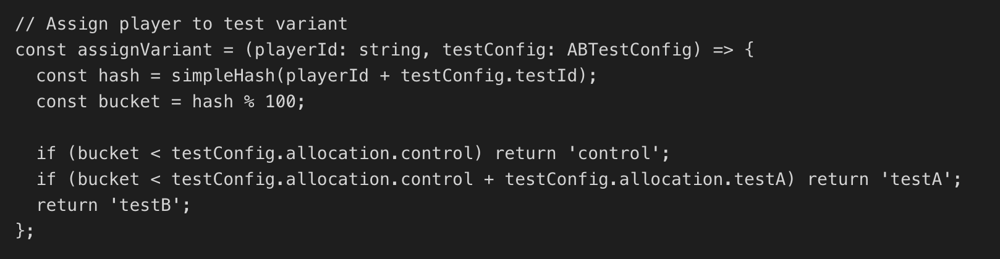 // Assign player to test variant
const assignVariant = (playerId: string, testConfig: ABTestConfig) => {
  const hash = simpleHash(playerId + testConfig.testId);
  const bucket = hash % 100;

  if (bucket < testConfig.allocation.control) return 'control';
  if (bucket < testConfig.allocation.control + testConfig.allocation.testA) return 'testA';
  return 'testB';
};